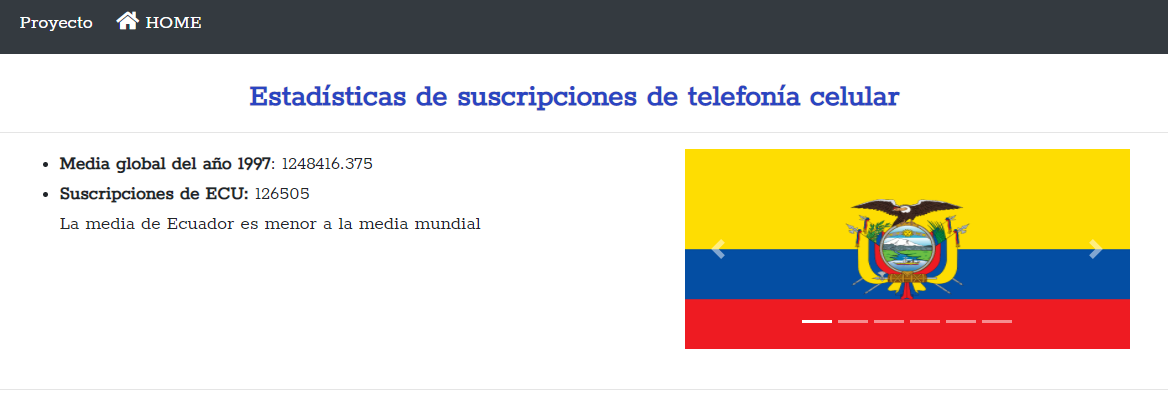 Proyecto HOME
Estadísticas de suscripciones de telefonía celular
Media global del año 1997: 1248416.375
Suscripciones de ECU: 126505
La media de Ecuador es menor a la media mundial